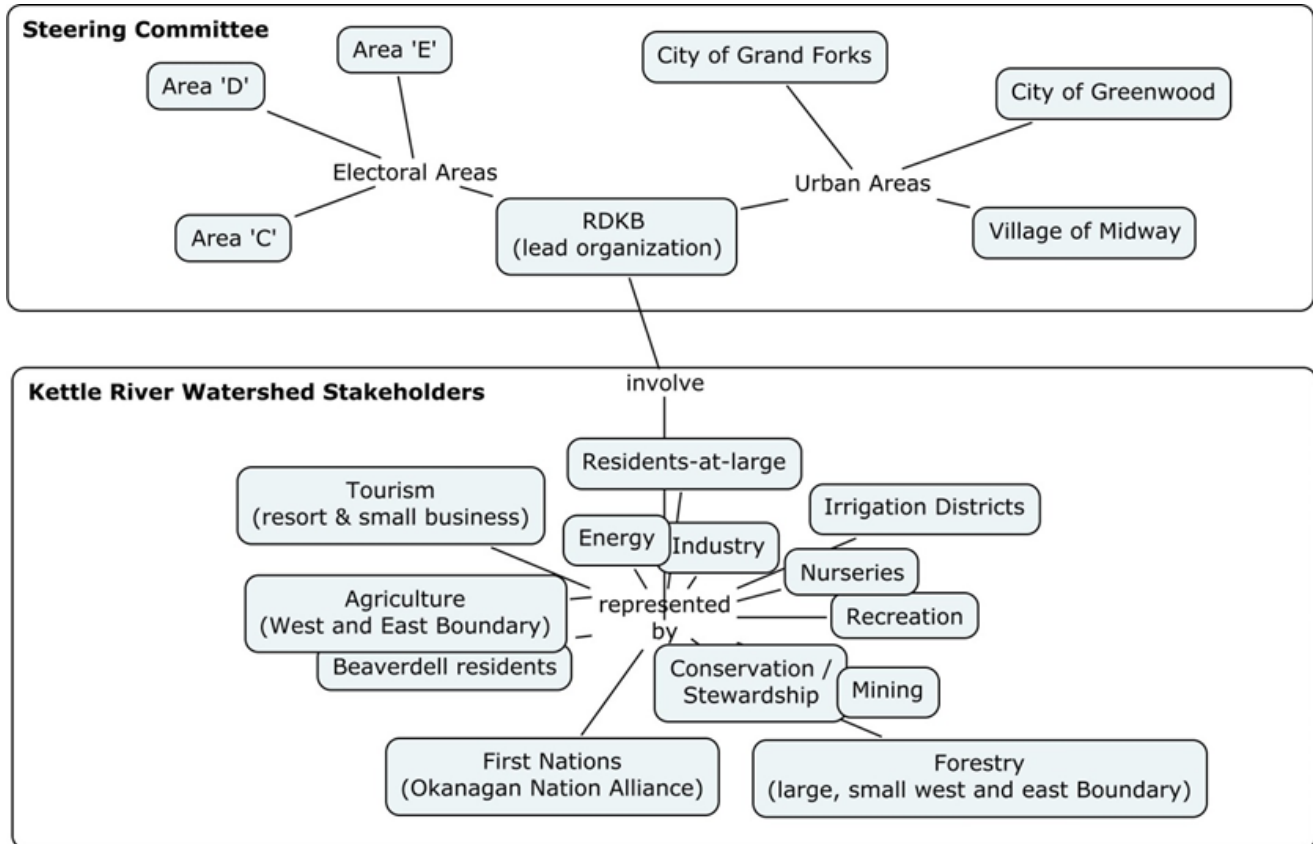 Steering Committee
Area 'E'
City of Grand Forks
Area 'D'
City of Greenwood
Electoral Areas
Urban Areas
Area 'C'
RDKB
(lead organization)
Village of Midway
involve
Kettle River Watershed Stakeholders
Residents-at-large
Tourism
(resort & small business)
Irrigation Districts
Energy
Industry
Nurseries
Agriculture
(West and East Boundary)
represented
by
Recreation
Beaverdell residents
Conservation /
Stewardship
Mining
First Nations
(Okanagan Nation Alliance)
Forestry
(large, small west and east Boundary)